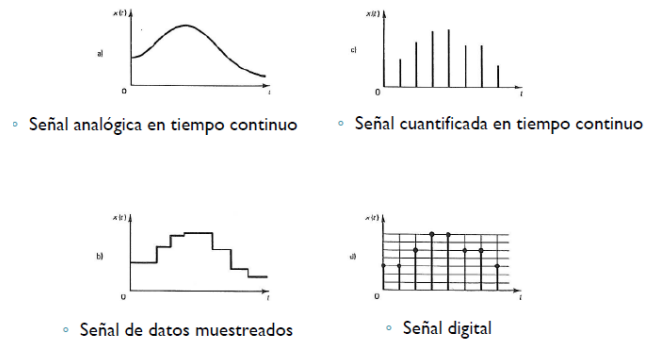 x(t)
a)
0
t
◦ Señal analógica en tiempo continuo
x(t)
c)
0
t
◦ Señal cuantificada en tiempo continuo
x(t)
b)
0
t
◦ Señal de datos muestreados
x(t)
d)
0
t
◦ Señal digital